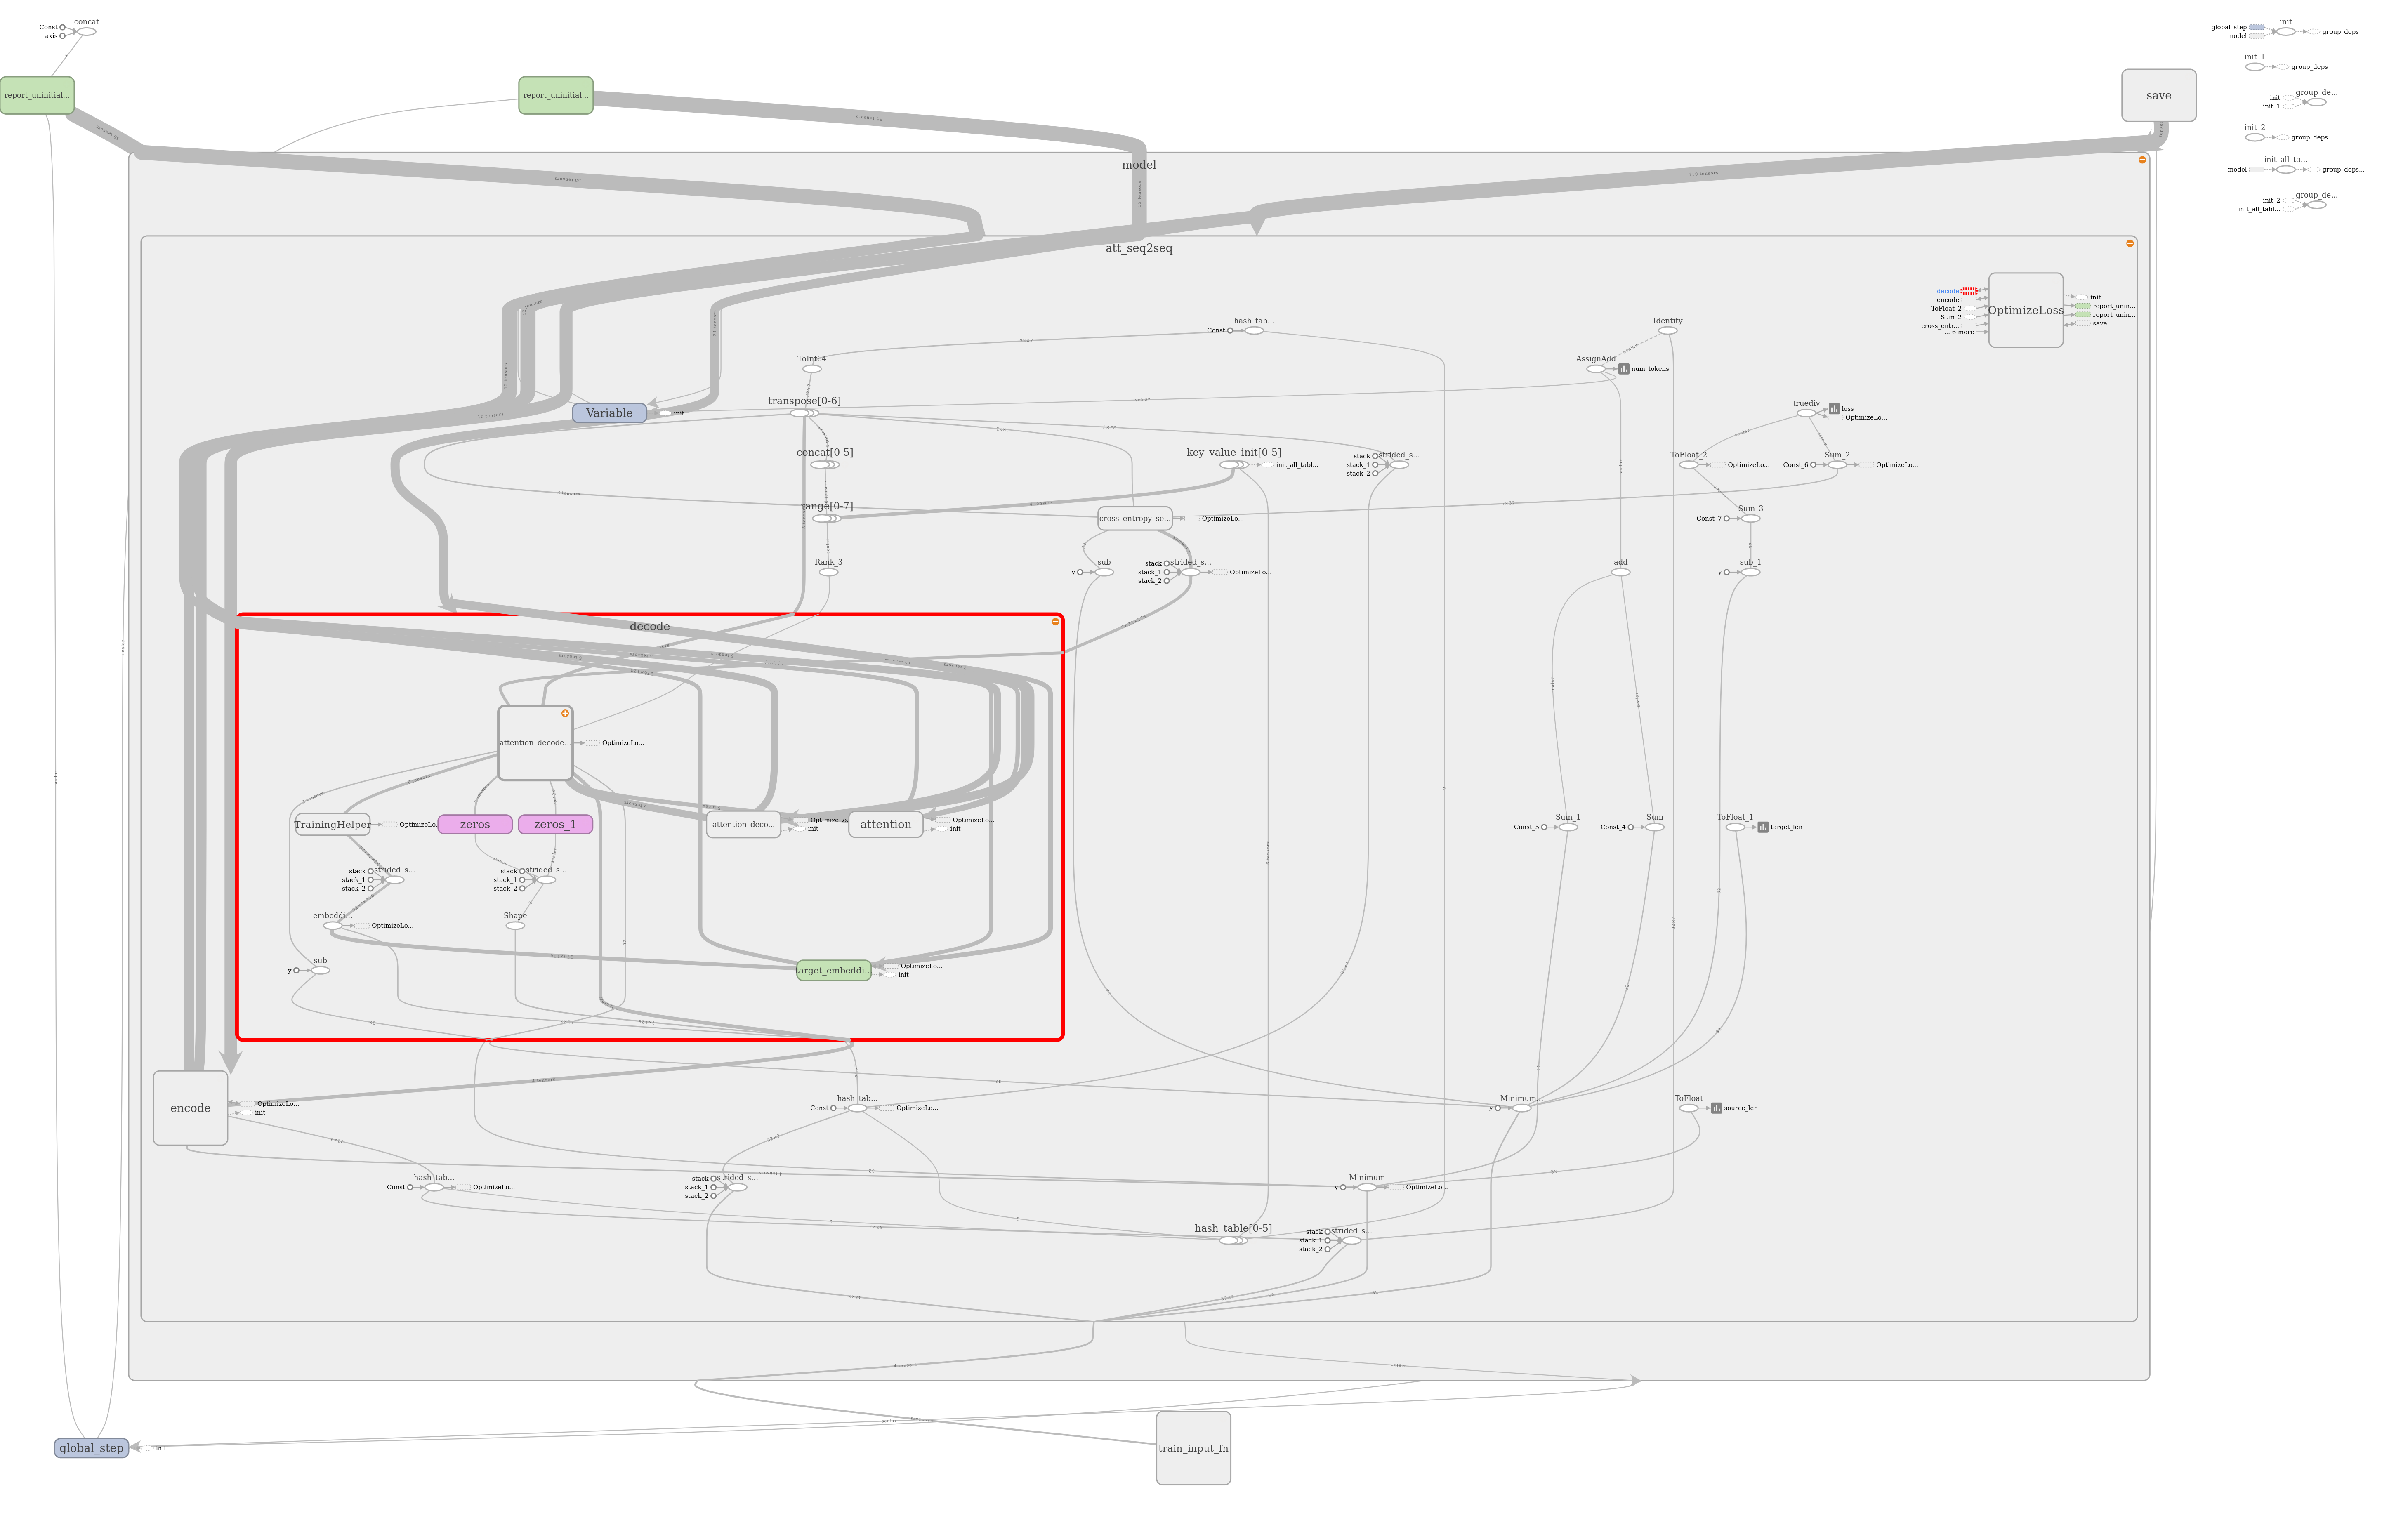 concat
Const
axis
report_uninitial...
report_uninitial...
save
init
global_step
model
group_deps
init_1
group_deps
group_de...
init
init_1
init_2
group_deps...
init_all_ta...
model
group_deps...
group_de...
init_2
init_all_tabl...
model
att_seq2seq
decode
encode
ToFloat_2
Sum_2
cross_entr...
... 6 more
OptimizeLoss
init
report_unin...
report_unin...
save
hash_tab...
Const
Identity
ToInt64
AssignAdd
num_tokens
transpose[0-6]
Variable
init
truediv
loss
OptimizeLo...
concat[0-5]
key_value_init[0-5]
init_all_tabl...
strided_s...
stack
stack_1
stack_2
ToFloat_2
OptimizeLo...
Sum_2
Const_6
OptimizeLo...
range[0-7]
cross_entropy_se...
OptimizeLo...
Sum_3
Const_7
Rank_3
sub
y
strided_s...
stack
stack_1
stack_2
OptimizeLo...
add
sub_1
y
decode
attention_decode...
OptimizeLo...
TrainingHelper
OptimizeLo...
zeros
zeros_1
attention_deco...
OptimizeLo...
init
attention
OptimizeLo...
init
Sum_1
Const_5
Sum
Const_4
ToFloat_1
target_len
strided_s...
stack
stack_1
stack_2
strided_s...
stack
stack_1
stack_2
embeddi...
OptimizeLo...
Shape
sub
y
target_embeddi...
OptimizeLo...
init
encode
OptimizeLo...
init
hash_tab...
Const
OptimizeLo...
Minimum...
y
ToFloat
source_len
hash_tab...
Const
OptimizeLo...
strided_s...
stack
stack_1
stack_2
Minimum
y
OptimizeLo...
hash_table[0-5]
strided_s...
stack
stack_1
stack_2
global_step
init
train_input_fn